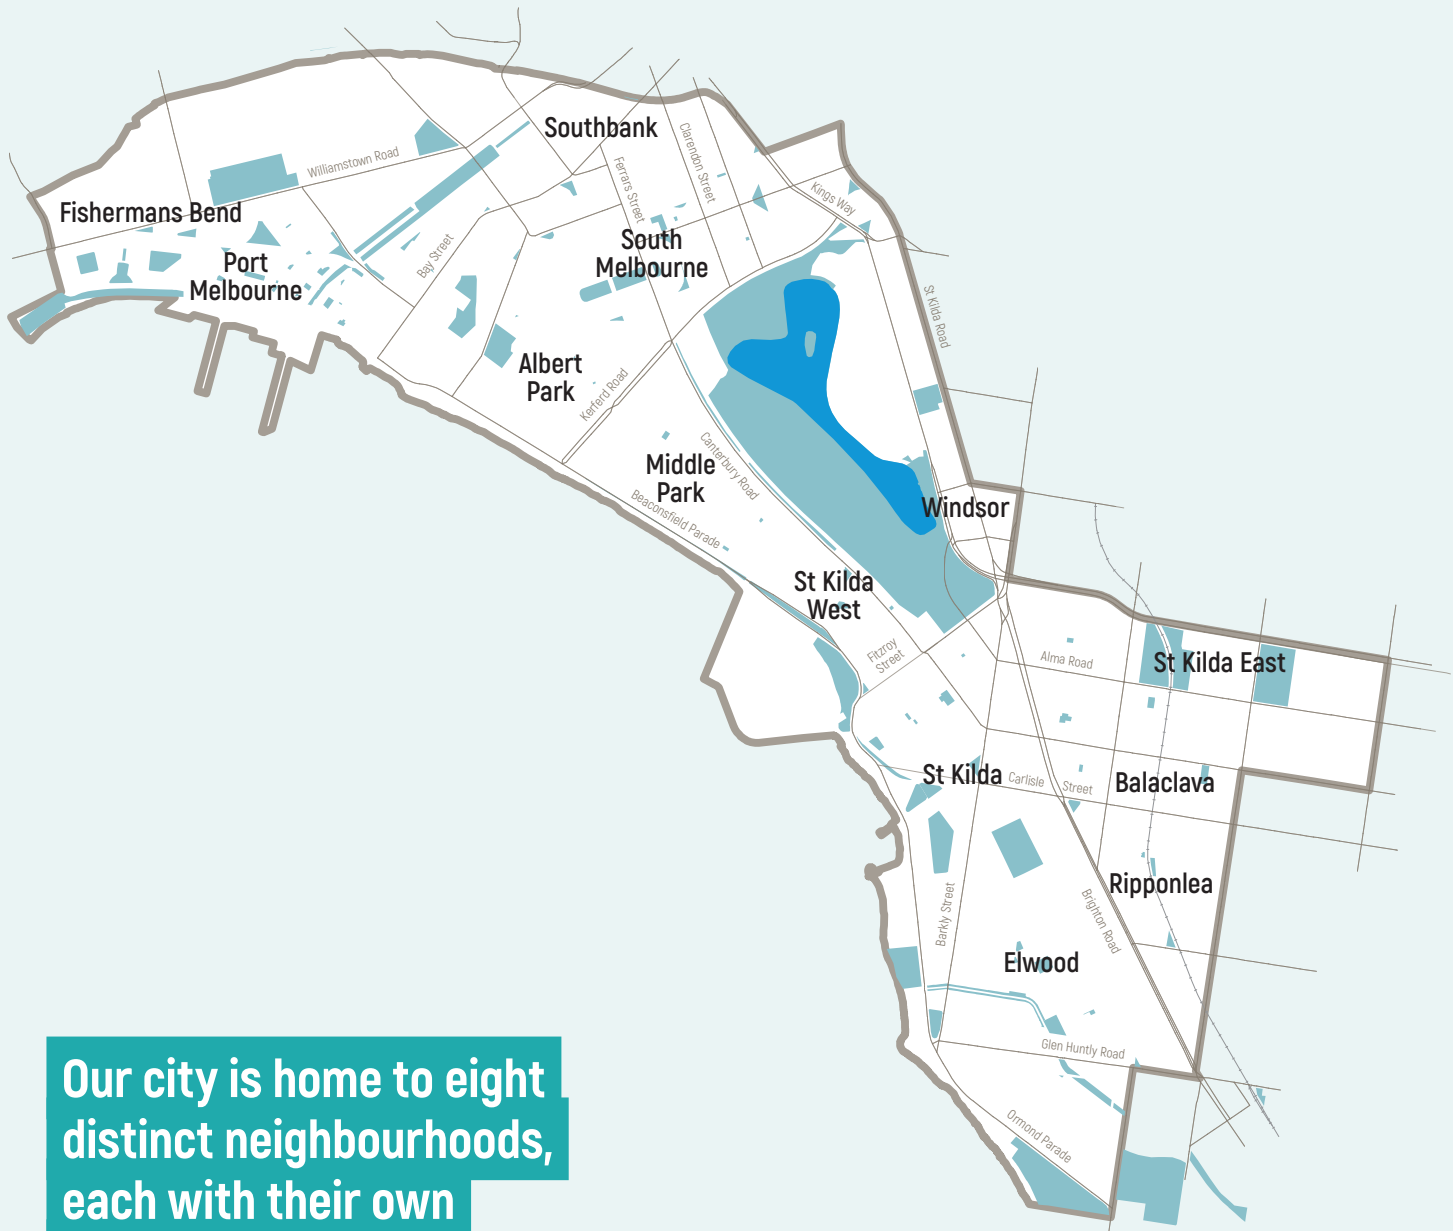 Southbank
Clarendon Street
Williamstown Road
Ferrars Street
Kings Way
Fishermans Bend
Bay Street
South
Melbourne
Port
Melbourne
St Kilda Road
Albert
Park
Kerferd Road
Canterbury Road
Middle
Park
Beaconsfield Parade
Windsor
St Kilda
West
Fitzroy
Street
Alma Road
St Kilda East
St Kilda
Carlisle Street
Balaclava
Ripponlea
Barkly Street
Brighton Road
Elwood
Glen Huntly Road
Ormond Parade
Our city is home to eight
distinct neighbourhoods,
each with their own